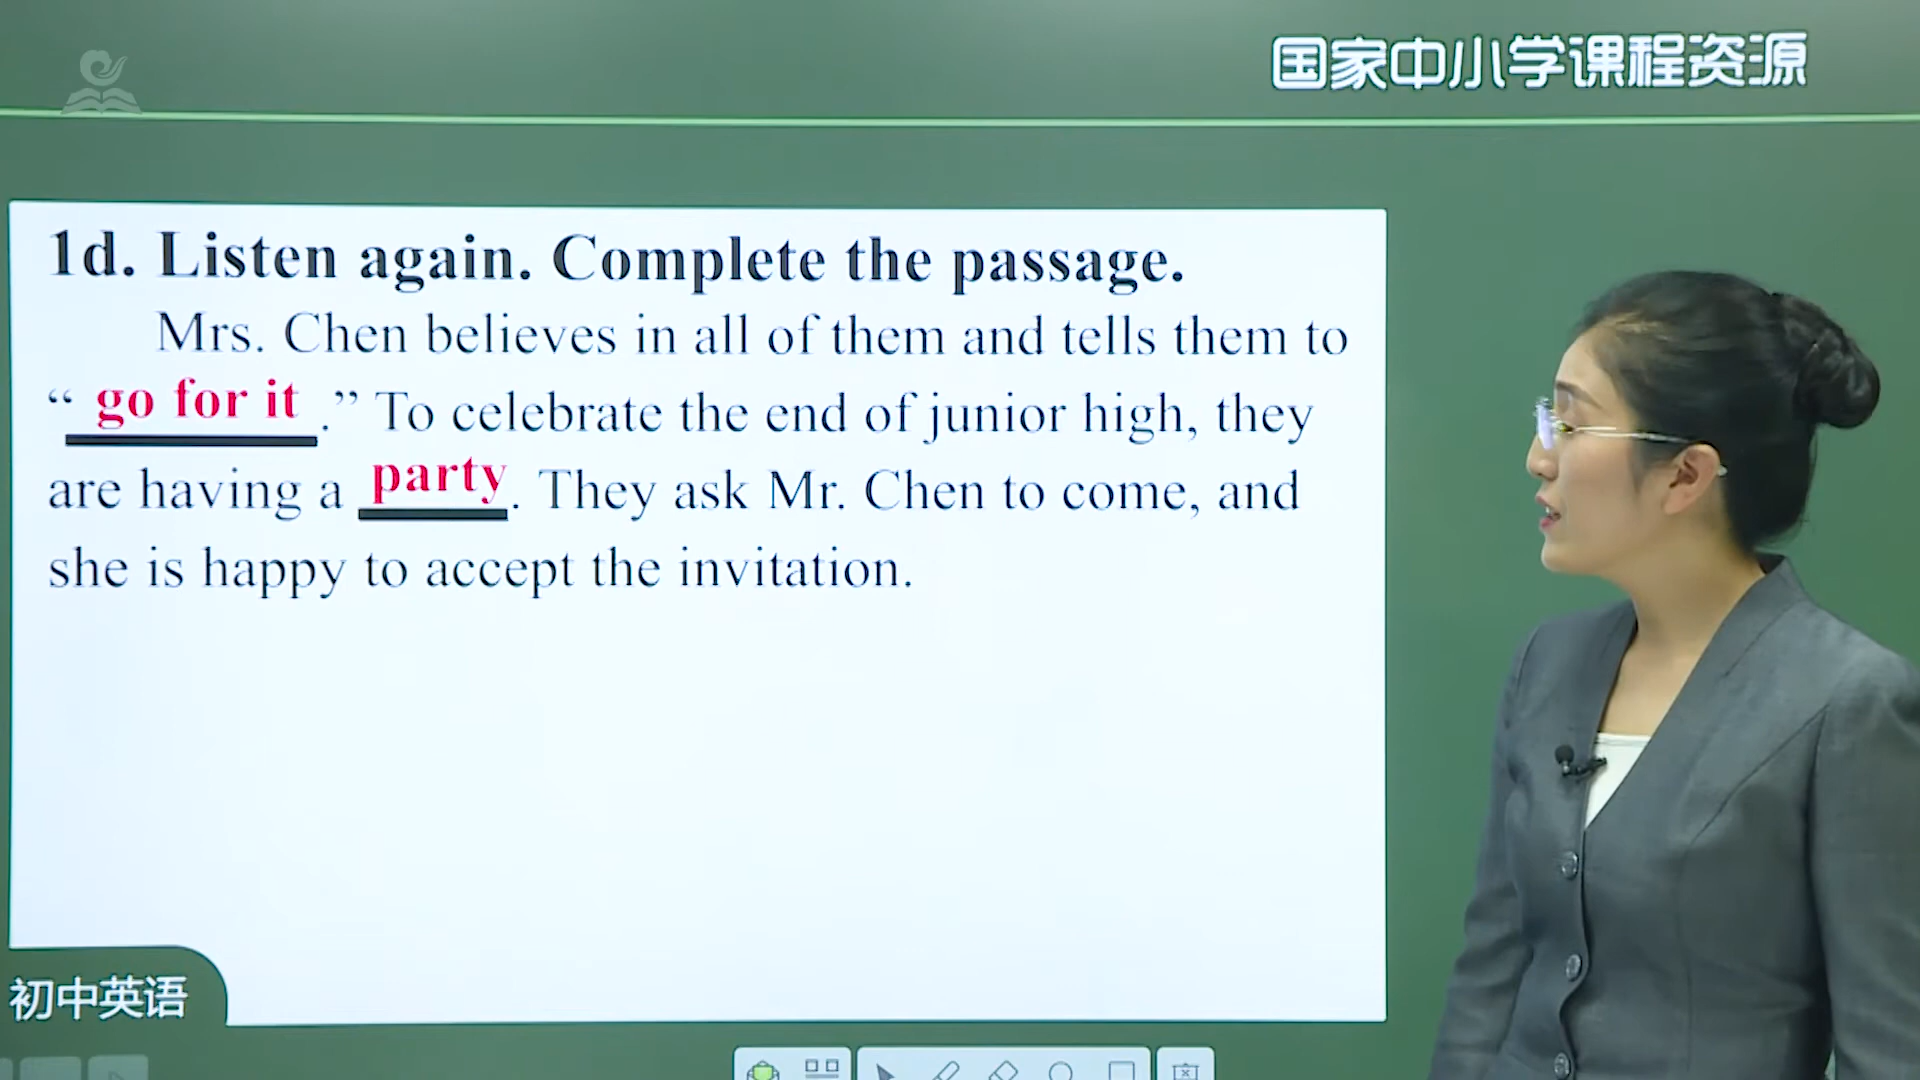 国家中小学课程资源
1d. Listen again. Complete the passage.
Mrs. Chen believes in all of them and tells them to
“ go for it .” To celebrate the end of junior high, they
are having a party. They ask Mr. Chen to come, and
she is happy to accept the invitation.
初中英语